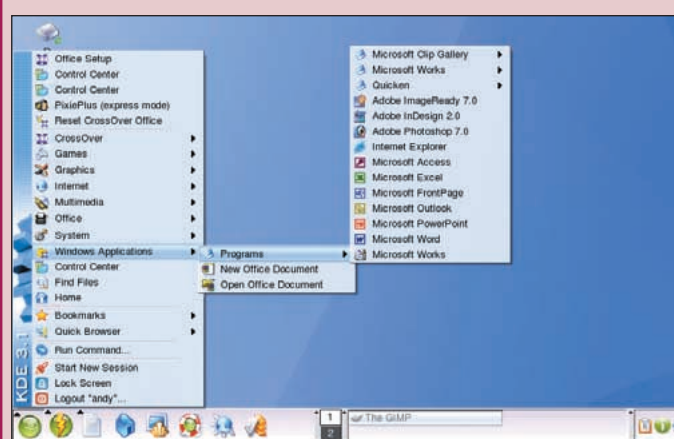 Office Setup
Control Center
Control Center
PixiePlus (express mode)
Reset CrossOver Office
CrossOver
Games
Graphics
Internet
Multimedia
Office
System
Windows Applications
Control Center
Find Files
Home
Bookmarks
Quick Browser
Run Command...
Start New Session
Lock Screen
Logout "andy"...
KDE 3.1
Programs
New Office Document
Open Office Document
Microsoft Clip Gallery
Microsoft Works
Quicken
Adobe ImageReady 7.0
Adobe InDesign 2.0
Adobe Photoshop 7.0
Internet Explorer
Microsoft Access
Microsoft Excel
Microsoft FrontPage
Microsoft Outlook
Microsoft PowerPoint
Microsoft Word
Microsoft Works
1
2
The GIMP